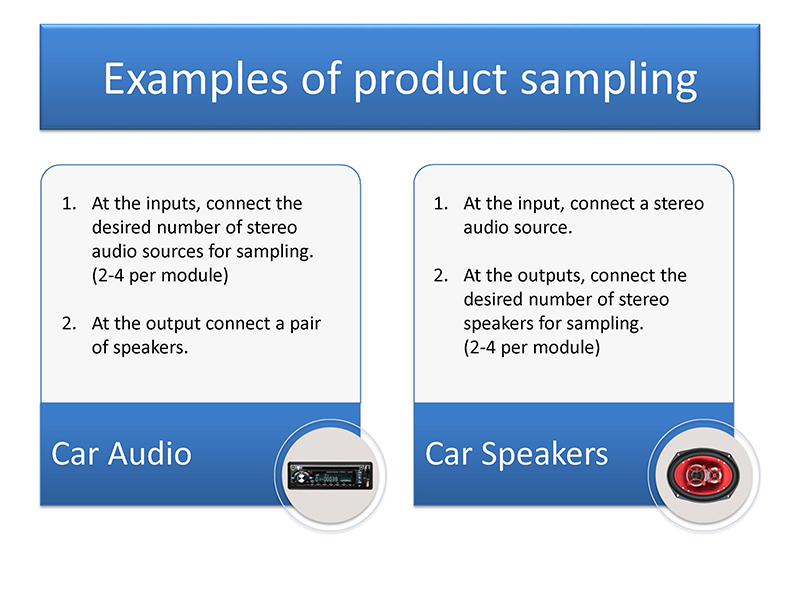 Examples of product sampling
1. At the inputs, connect the
desired number of stereo
audio sources for sampling.
(2-4 per module)
2. At the output connect a pair
of speakers.
Car Audio
1. At the input, connect a stereo
audio source.
2. At the outputs, connect the
desired number of stereo
speakers for sampling.
(2-4 per module)
Car Speakers